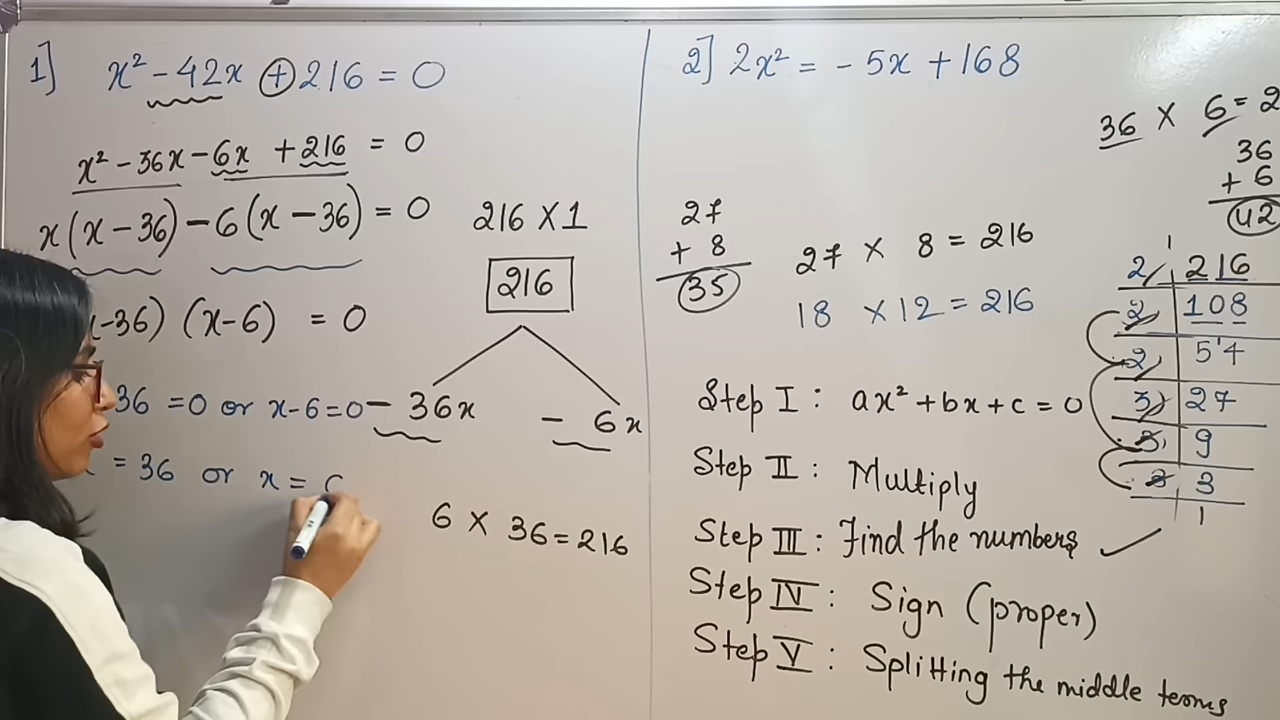 1] x² - 42x + 216 = 0
x² - 36x - 6x + 216 = 0
x(x - 36) - 6(x - 36) = 0
-36) (x-6) = 0
36 = 0 or x-6=0
= 36 or x =
216 X 1
216
- 36x - 6x
6 X 36 = 216
2] 2x² = - 5x + 168
27
+ 8
35
27 X 8 = 216
18 X 12 = 216
Step I : ax² + bx + c = 0
Step II : Multiply
Step III : Find the numbers ✓
Step IV : Sign (proper)
Step V : Splitting the middle terms
36 X 6 = 2
36
+ 6
42
1
2 216
2 108
2 54
3 27
3 9
3 3
1